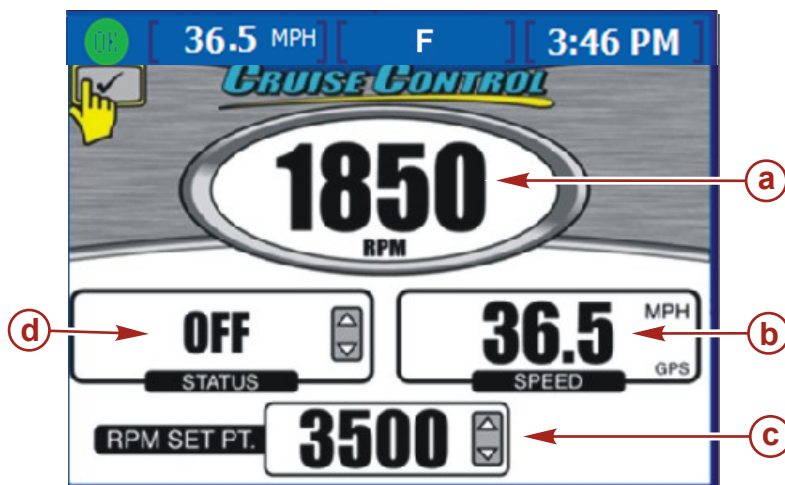 OK [ 36.5 MPH ] [ F ] [ 3:46 PM ]
CRUISE CONTROL
1850
RPM
a
OFF
STATUS
d
36.5 MPH
GPS
SPEED
b
RPM SET PT. 3500
c